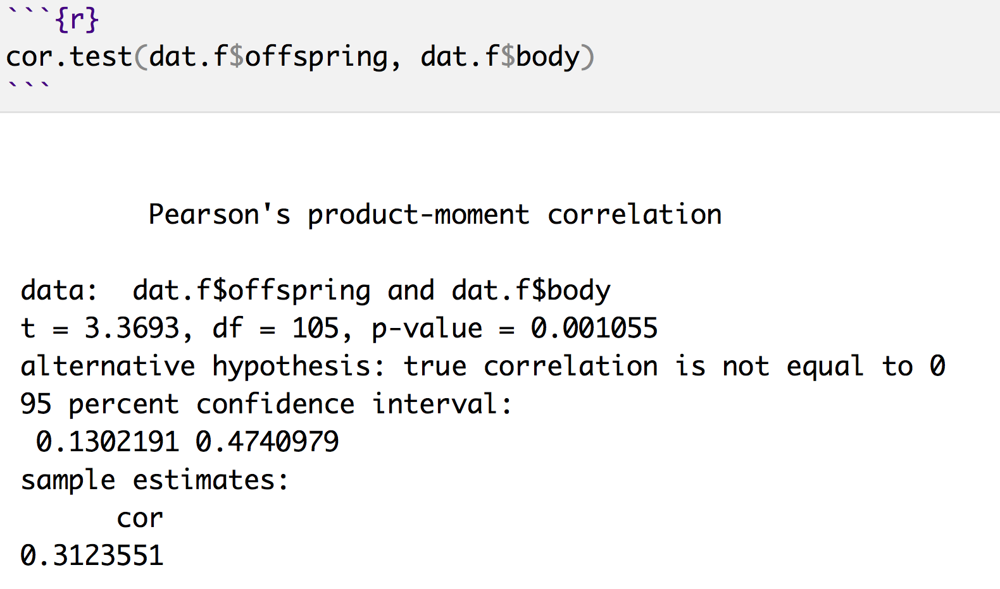 ```{r}
cor.test(dat.f$offspring, dat.f$body)
```
Pearson's product-moment correlation
data:  dat.f$offspring and dat.f$body
t = 3.3693, df = 105, p-value = 0.001055
alternative hypothesis: true correlation is not equal to 0
95 percent confidence interval:
 0.1302191 0.4740979
sample estimates:
      cor
0.3123551